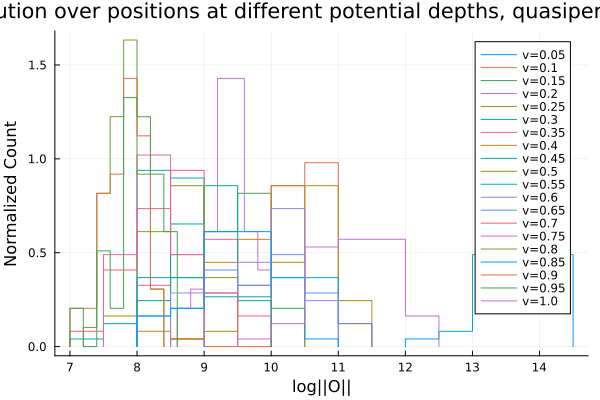 ution over positions at different potential depths, quasiper
1.5
1.0
0.5
0.0
Normalized Count
7 8 9 10 11 12 13 14
log||O||
v=0.05
v=0.1
v=0.15
v=0.2
v=0.25
v=0.3
v=0.35
v=0.4
v=0.45
v=0.5
v=0.55
v=0.6
v=0.65
v=0.7
v=0.75
v=0.8
v=0.85
v=0.9
v=0.95
v=1.0